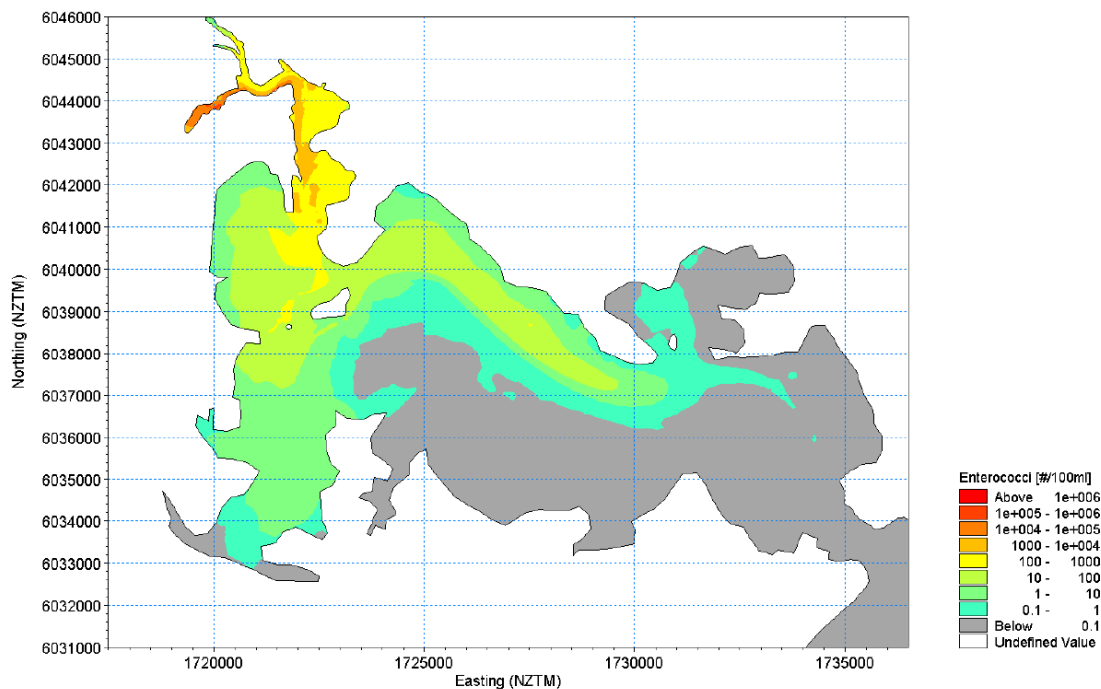 6046000
6045000
6044000
6043000
6042000
6041000
6040000
6039000
6038000
6037000
6036000
6035000
6034000
6033000
6032000
6031000
Northing (NZTM)
1720000 1725000 1730000 1735000
Easting (NZTM)
Enterococci [#/100ml]
Above 1e+006
1e+005 - 1e+006
1e+004 - 1e+005
1000 - 1e+004
100 - 1000
10 - 100
1 - 10
0.1 - 1
Below 0.1
Undefined Value